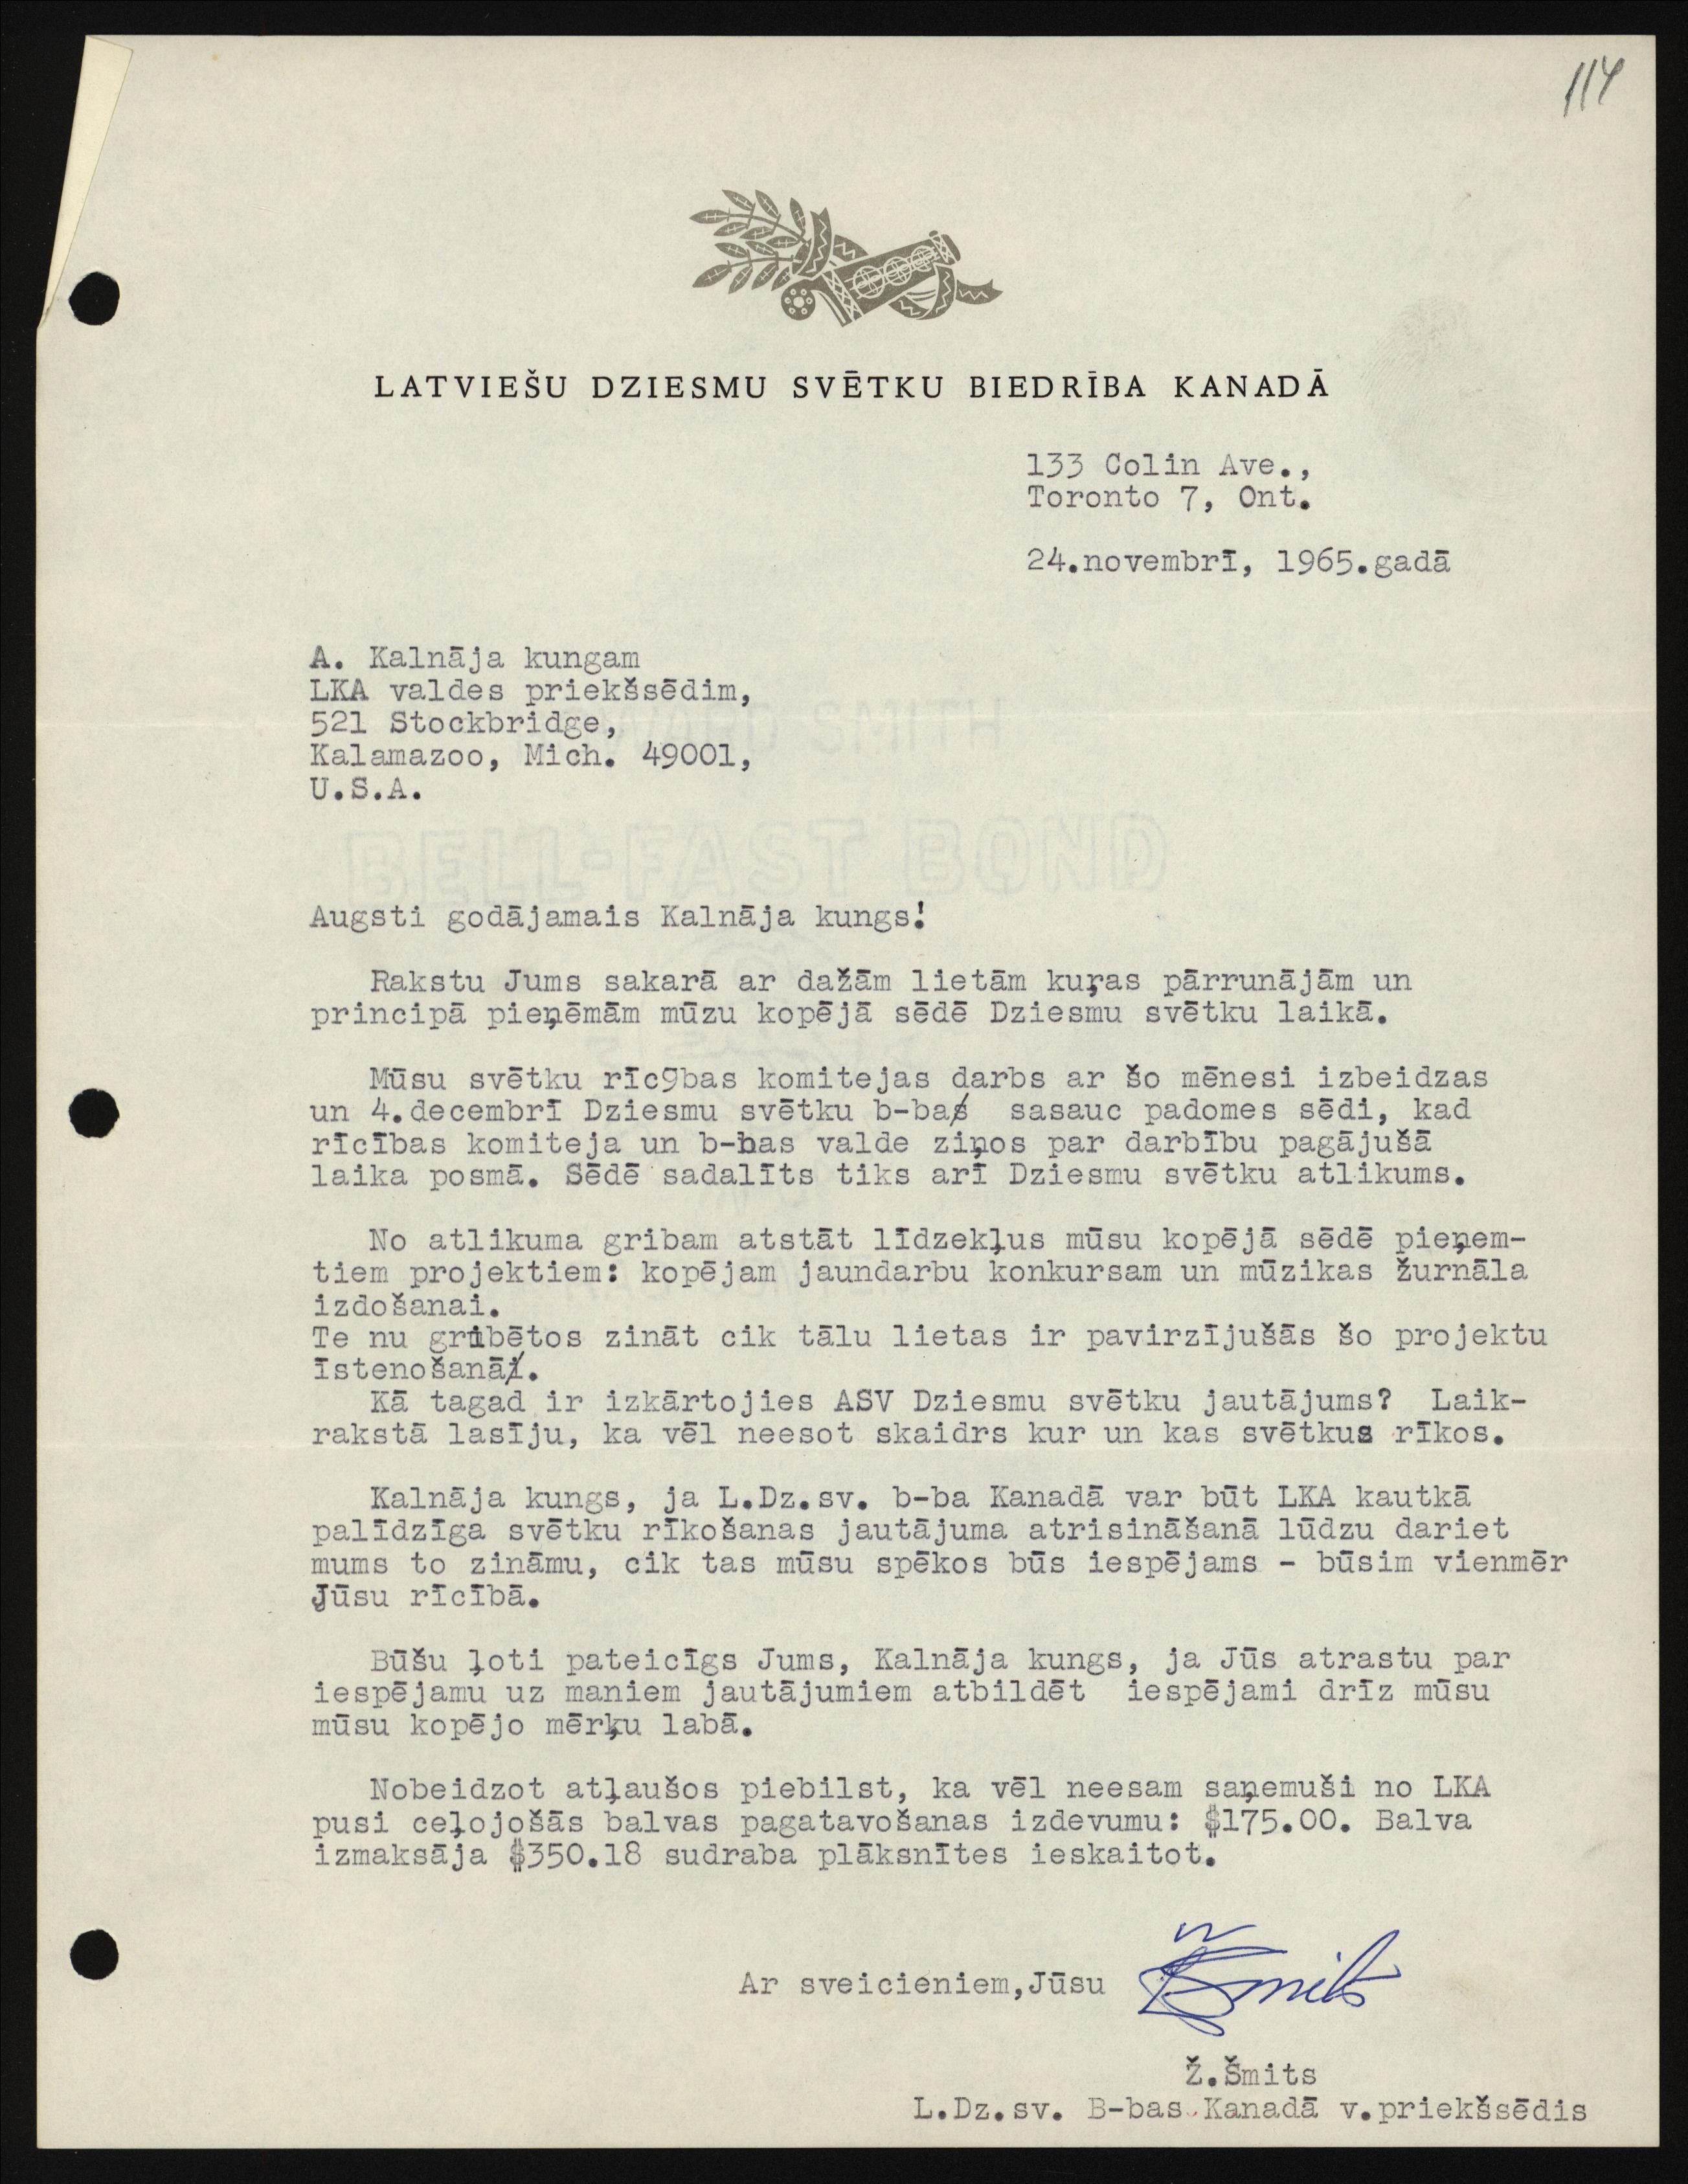 114
LATVIEŠU DZIESMU SVĒTKU BIEDRĪBA KANADĀ
133 Colin Ave.,
Toronto 7, Ont.
24.novembrī, 1965.gadā
A. Kalnāja kungam
LKA valdes priekšsēdim,
521 Stockbridge,
Kalamazoo, Mich. 49001,
U.S.A.
WARD SMITH
BELL-FAST BOND
Augsti godājamais Kalnāja kungs!
Rakstu Jums sakarā ar dažām lietām kuŗas pārrunājām un
principā pieņēmām mūzu kopējā sēdē Dziesmu svētku laikā.
Mūsu svētku rīc9bas komitejas darbs ar šo mēnesi izbeidzas
un 4.decembrī Dziesmu svētku b-ba sasauc padomes sēdi, kad
rīcības komiteja un b-bas valde ziņos par darbību pagājušā
laika posmā. Sēdē sadalīts tiks arī Dziesmu svētku atlikums.
No atlikuma gribam atstāt līdzekļus mūsu kopējā sēdē pieņem-
tiem projektiem: kopējam jaundarbu konkursam un mūzikas žurnāla
izdošanai.
Te nu gribētos zināt cik tālu lietas ir pavirzījušās šo projektu
īstenošanā.
Kā tagad ir izkārtojies ASV Dziesmu svētku jautājums? Laik-
rakstā lasīju, ka vēl neesot skaidrs kur un kas svētkus rīkos.
Kalnāja kungs, ja L.Dz.sv. b-ba Kanadā var būt LKA kautkā
palīdzīga svētku rīkošanas jautājuma atrisināšanā lūdzu dariet
mums to zināmu, cik tas mūsu spēkos būs iespējams - būsim vienmēr
Jūsu rīcībā.
Būšu ļoti pateicīgs Jums, Kalnāja kungs, ja Jūs atrastu par
iespējamu uz maniem jautājumiem atbildēt iespējami drīz mūsu
mūsu kopējo mērķu labā.
Nobeidzot atļaušos piebilst, ka vēl neesam saņemuši no LKA
pusi ceļojošās balvas pagatavošanas izdevumu: $175.00. Balva
izmaksāja $350.18 sudraba plāksnītes ieskaitot.
Ar sveicieniem,Jūsu ŽŠmits
Ž.Šmits
L.Dz.sv. B-bas Kanadā v.priekšsēdis